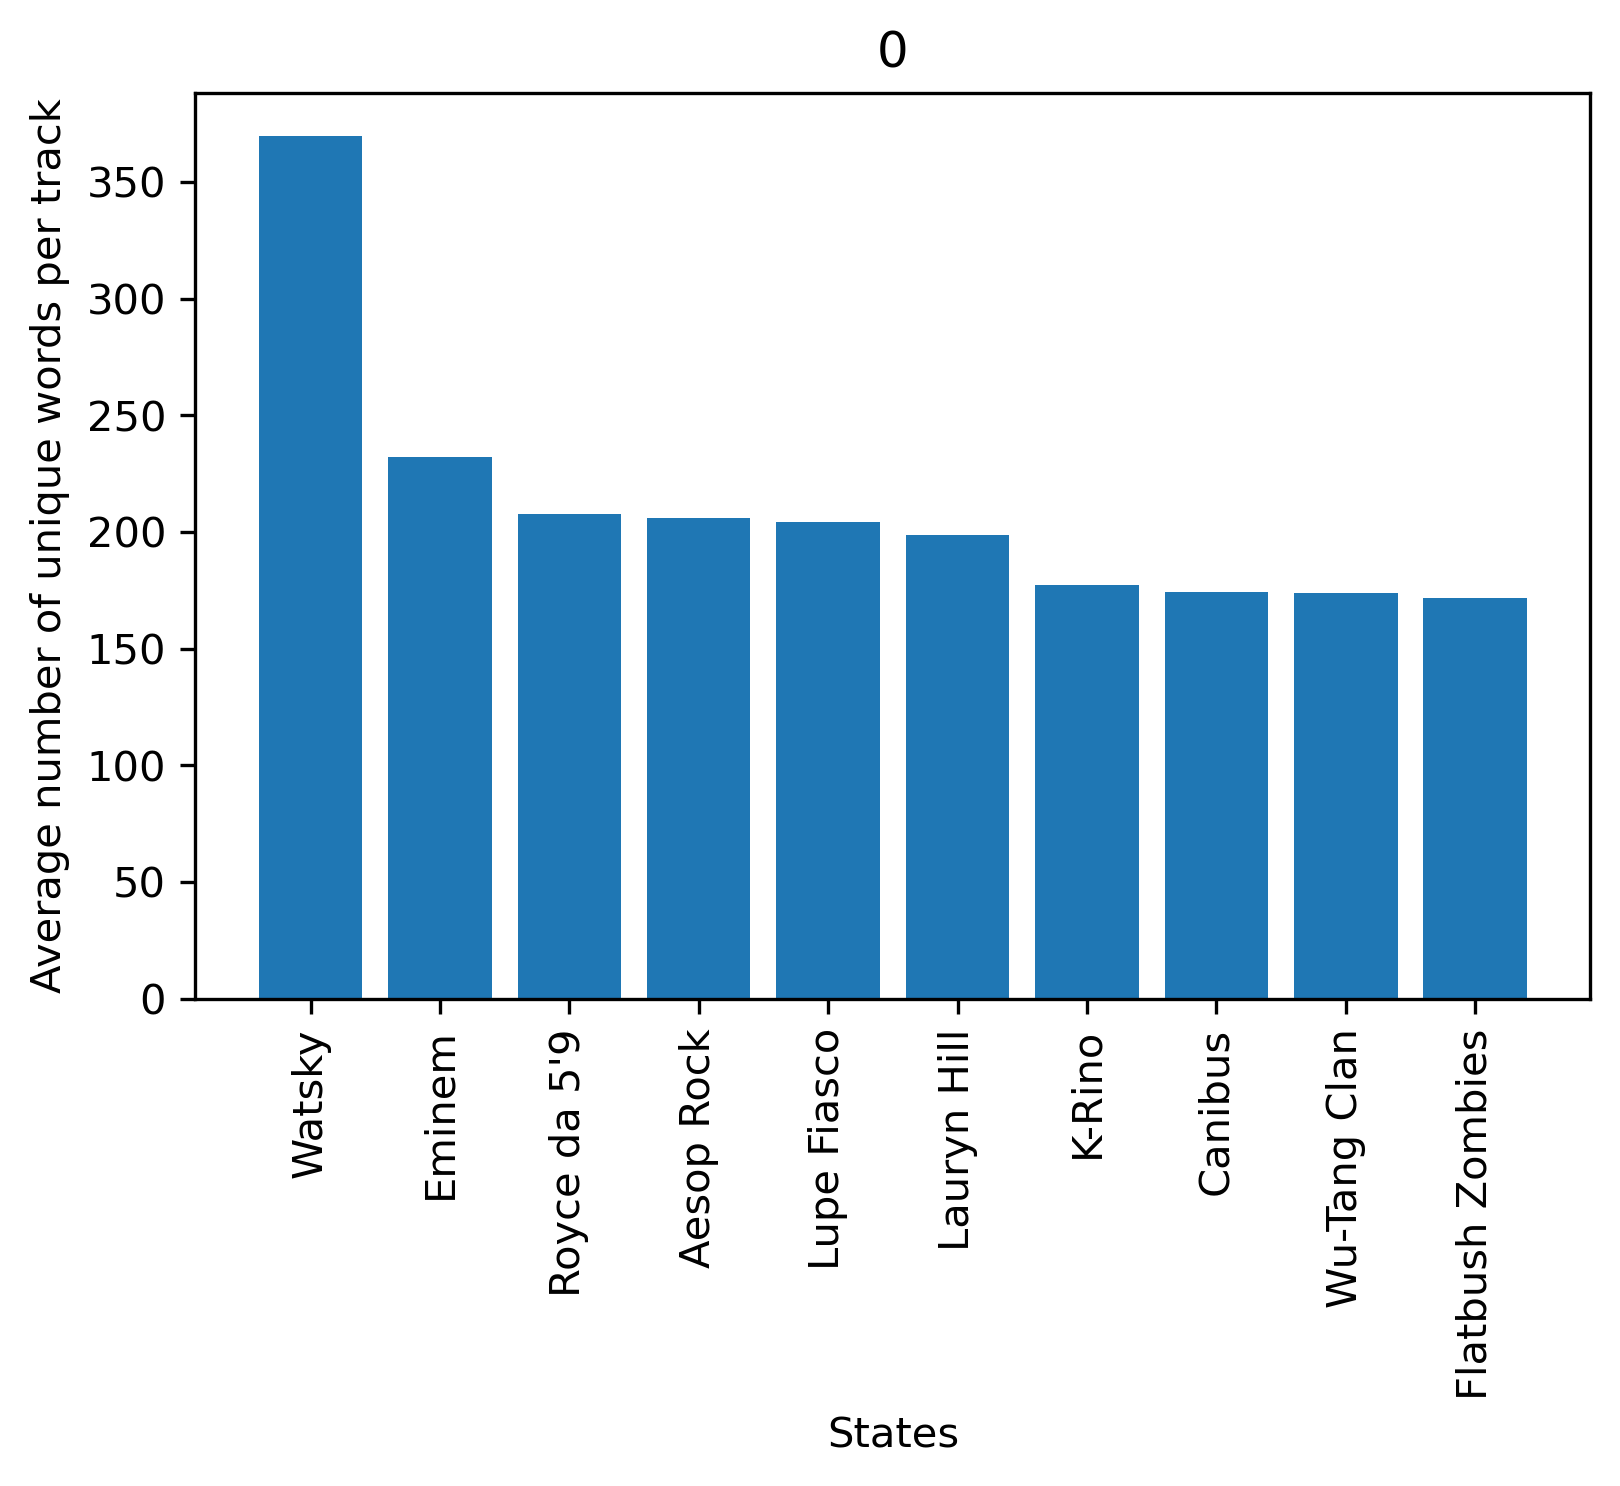 0
Average number of unique words per track
350
300
250
200
150
100
50
0
Watsky
Eminem
Royce da 5'9
Aesop Rock
Lupe Fiasco
Lauryn Hill
K-Rino
Canibus
Wu-Tang Clan
Flatbush Zombies
States